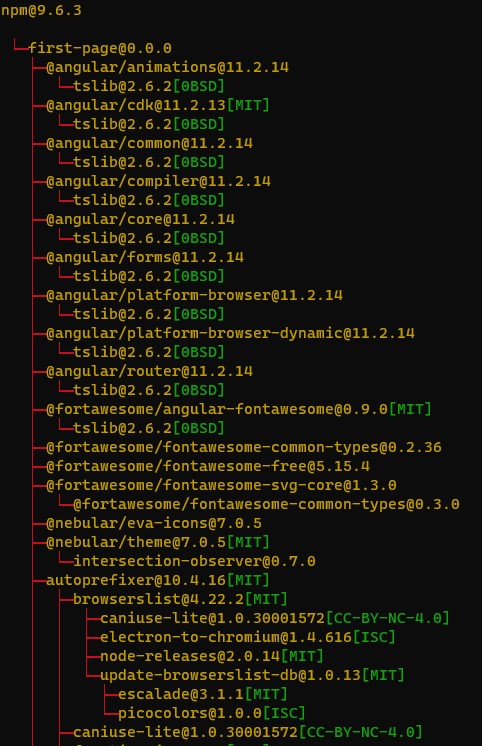 npm@9.6.3
first-page@0.0.0
@angular/animations@11.2.14
tslib@2.6.2[0BSD]
@angular/cdk@11.2.13[MIT]
tslib@2.6.2[0BSD]
@angular/common@11.2.14
tslib@2.6.2[0BSD]
@angular/compiler@11.2.14
tslib@2.6.2[0BSD]
@angular/core@11.2.14
tslib@2.6.2[0BSD]
@angular/forms@11.2.14
tslib@2.6.2[0BSD]
@angular/platform-browser@11.2.14
tslib@2.6.2[0BSD]
@angular/platform-browser-dynamic@11.2.14
tslib@2.6.2[0BSD]
@angular/router@11.2.14
tslib@2.6.2[0BSD]
@fortawesome/angular-fontawesome@0.9.0[MIT]
tslib@2.6.2[0BSD]
@fortawesome/fontawesome-common-types@0.2.36
@fortawesome/fontawesome-free@5.15.4
@fortawesome/fontawesome-svg-core@1.3.0
@fortawesome/fontawesome-common-types@0.3.0
@nebular/eva-icons@7.0.5
@nebular/theme@7.0.5[MIT]
intersection-observer@0.7.0
autoprefixer@10.4.16[MIT]
browserslist@4.22.2[MIT]
caniuse-lite@1.0.30001572[CC-BY-NC-4.0]
electron-to-chromium@1.4.616[ISC]
node-releases@2.0.14[MIT]
update-browserslist-db@1.0.13[MIT]
escalade@3.1.1[MIT]
picocolors@1.0.0[ISC]
caniuse-lite@1.0.30001572[CC-BY-NC-4.0]